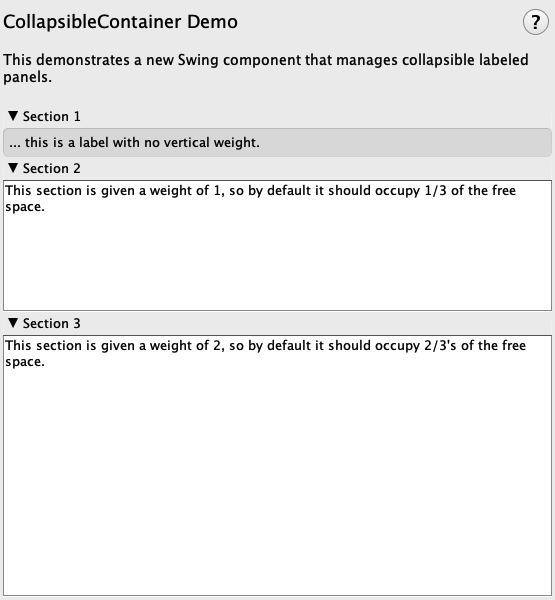 CollapsibleContainer Demo
?
This demonstrates a new Swing component that manages collapsible labeled
panels.
▼ Section 1
... this is a label with no vertical weight.
▼ Section 2
This section is given a weight of 1, so by default it should occupy 1/3 of the free
space.
▼ Section 3
This section is given a weight of 2, so by default it should occupy 2/3's of the free
space.